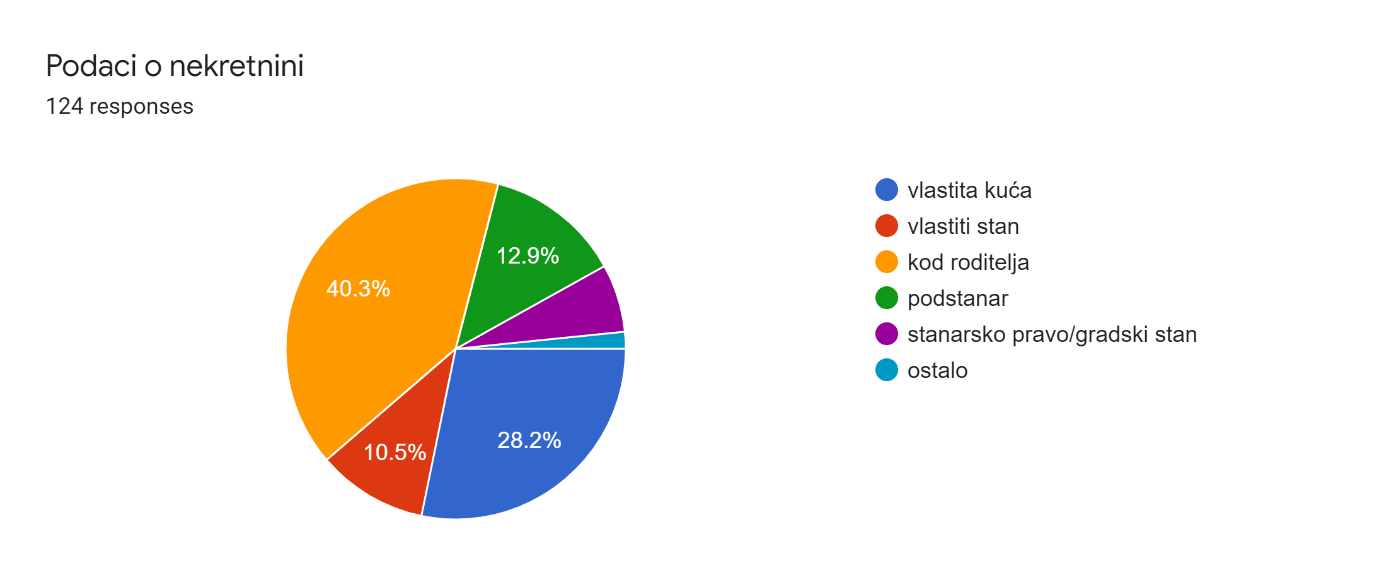 Podaci o nekretnini
124 responses
12.9%
40.3%
28.2%
10.5%
vlastita kuća
vlastiti stan
kod roditelja
podstanar
stanarsko pravo/gradski stan
ostalo